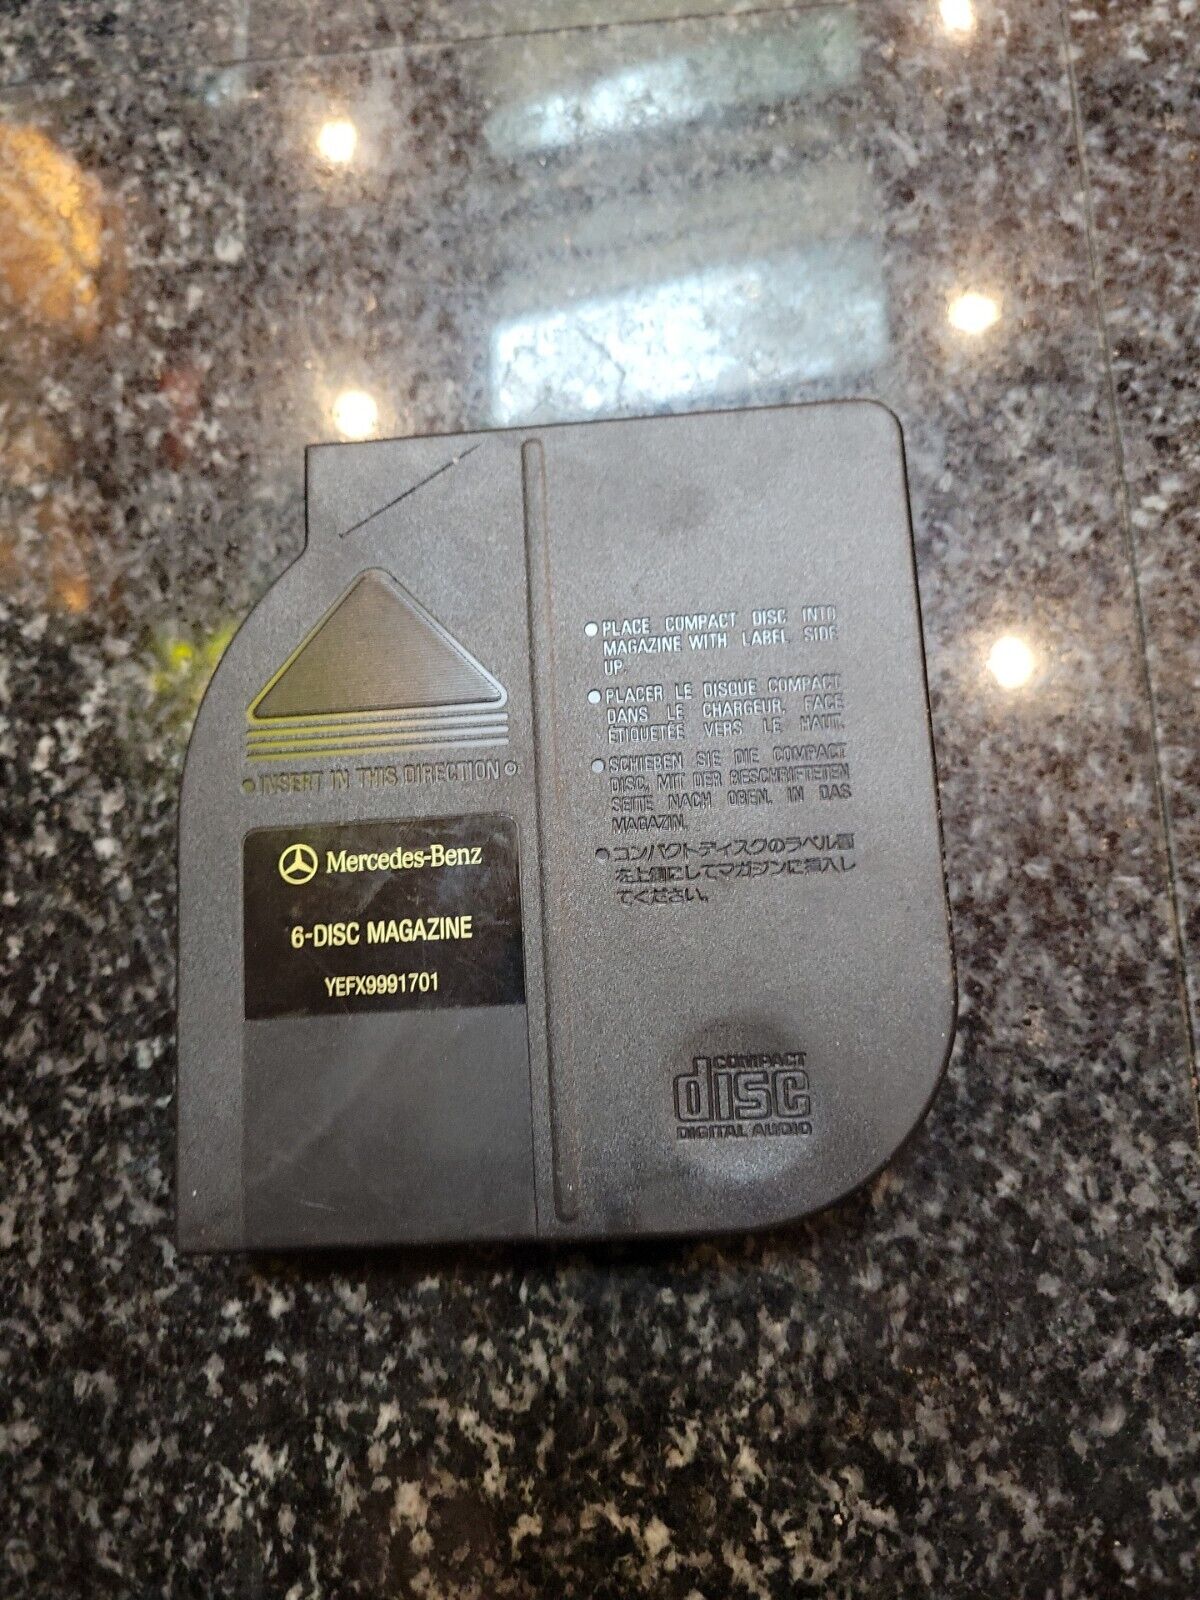 INSERT IN THIS DIRECTION
Mercedes-Benz
6-DISC MAGAZINE
YEFX9991701
PLACE COMPACT DISC INTO
MAGAZINE WITH LABEL SIDE
UP.
PLACER LE DISQUE COMPACT
DANS LE CHARGEUR, FACE
ÉTIQUETÉE VERS LE HAUT.
SCHIEBEN SIE DIE COMPACT
DISC, MIT DER BESCHRIFTETEN
SEITE NACH OBEN, IN DAS
MAGAZIN.
コンパクトディスクのラベル面
を上側にしてマガジンに挿入し
てください。
COMPACT
disc
DIGITAL AUDIO